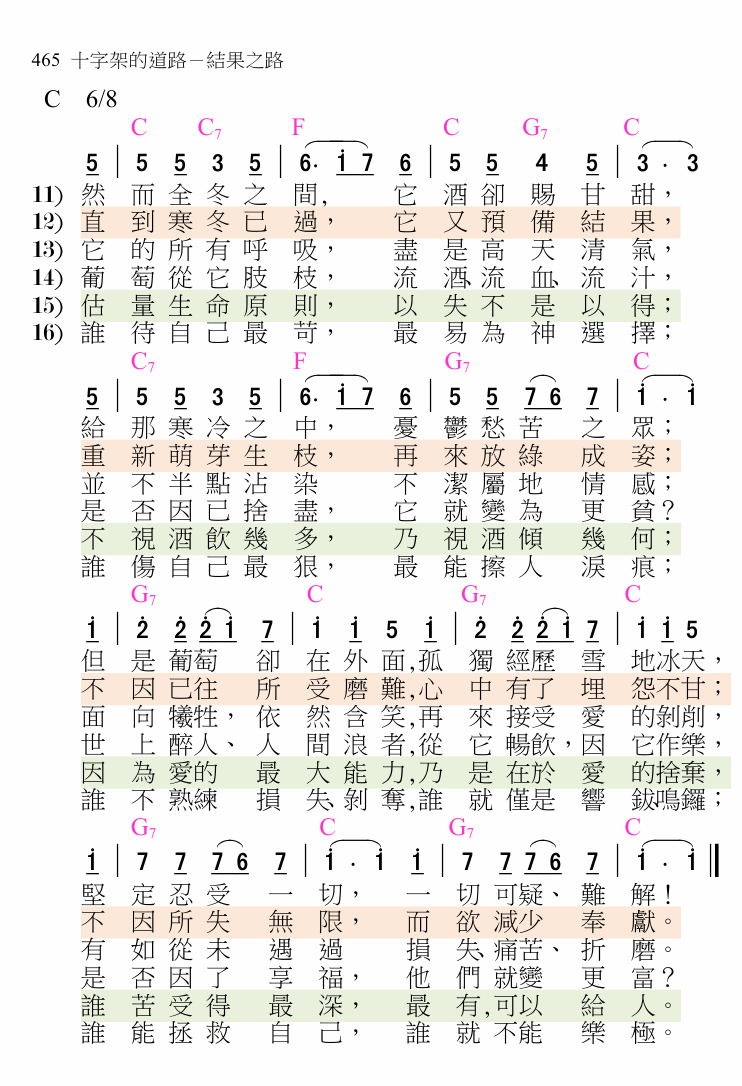 465 十字架的道路－結果之路
C 6/8
C C7 F C G7 C
5 | 5 5 3 5 | 6· i 7 6 | 5 5 4 5 | 3 · 3
11) 然而全冬之間, 它酒卻賜甘甜，
12) 直到寒冬已過， 它又預備結果，
13) 它的所有呼吸， 盡是高天清氣，
14) 葡萄從它肢枝， 流酒、流血、流汁，
15) 估量生命原則， 以失不是以得；
16) 誰待自己最苛， 最易為神選擇；
C7 F G7 C
5 | 5 5 3 5 | 6· i 7 6 | 5 5 7 6 7 | i · i
給那寒冷之中， 憂鬱愁苦之眾；
重新萌芽生枝， 再來放綠成姿；
並不半點沾染 不潔屬地情感；
是否因已捨盡， 它就變為更貧？
不視酒飲幾多， 乃視酒傾幾何；
誰傷自己最狠， 最能擦人淚痕；
G7 C G7 C
i | 2̇ 2̇ 2̇ i 7 | i i 5 i | 2̇ 2̇ 2̇ i 7 | i i 5
但是葡萄卻在外面,孤獨經歷雪地冰天，
不因已往所受磨難,心中有了埋怨不甘；
面向犧牲，依然含笑,再來接受愛的剝削，
世上醉人、人間浪者,從它暢飲，因它作樂，
因為愛的最大能力,乃是在於愛的捨棄，
誰不熟練損失、剝奪,誰就僅是響鈸鳴鑼；
G7 C G7 C
i | 7 7 7 6 7 | i · i i | 7 7 7 6 7 | i · i
堅定忍受一切， 一切可疑、難解！
不因所失無限， 而欲減少奉獻。
有如從未遇過 損失、痛苦、折磨。
是否因了享福， 他們就變更富？
誰苦受得最深， 最有,可以給人。
誰能拯救自己， 誰就不能樂極。